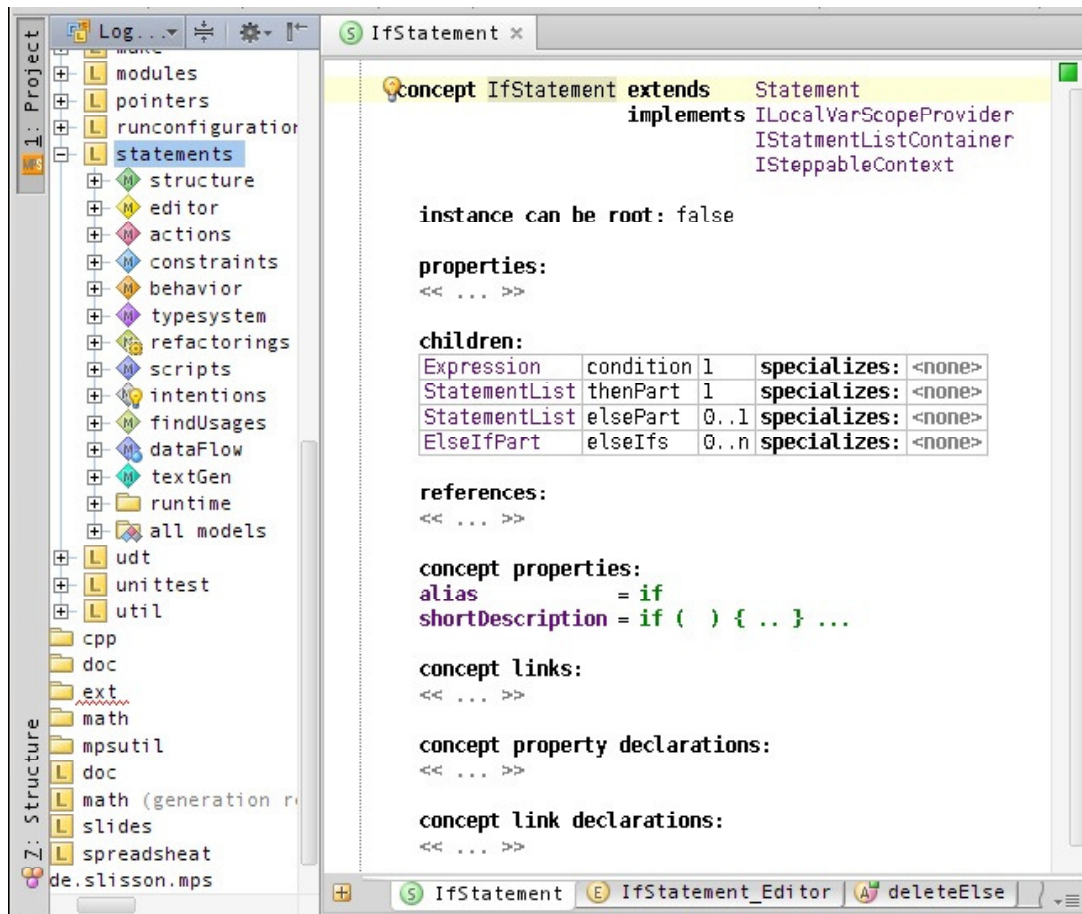 1: Project
Log...
IfStatement ×
make
modules
pointers
runconfiguration
statements
structure
editor
actions
constraints
behavior
typesystem
refactorings
scripts
intentions
findUsages
dataFlow
textGen
runtime
all models
udt
unittest
util
cpp
doc
ext
math
mpsutil
doc
math (generation r
slides
spreadsheat
de.slisson.mps
Z: Structure
concept IfStatement extends Statement
implements ILocalVarScopeProvider
IStatmentListContainer
ISteppableContext
instance can be root: false
properties:
<< ... >>
children:
Expression condition 1 specializes: <none>
StatementList thenPart 1 specializes: <none>
StatementList elsePart 0..1 specializes: <none>
ElseIfPart elseIfs 0..n specializes: <none>
references:
<< ... >>
concept properties:
alias = if
shortDescription = if ( ) { .. } ...
concept links:
<< ... >>
concept property declarations:
<< ... >>
concept link declarations:
<< ... >>
IfStatement
IfStatement_Editor
deleteElse